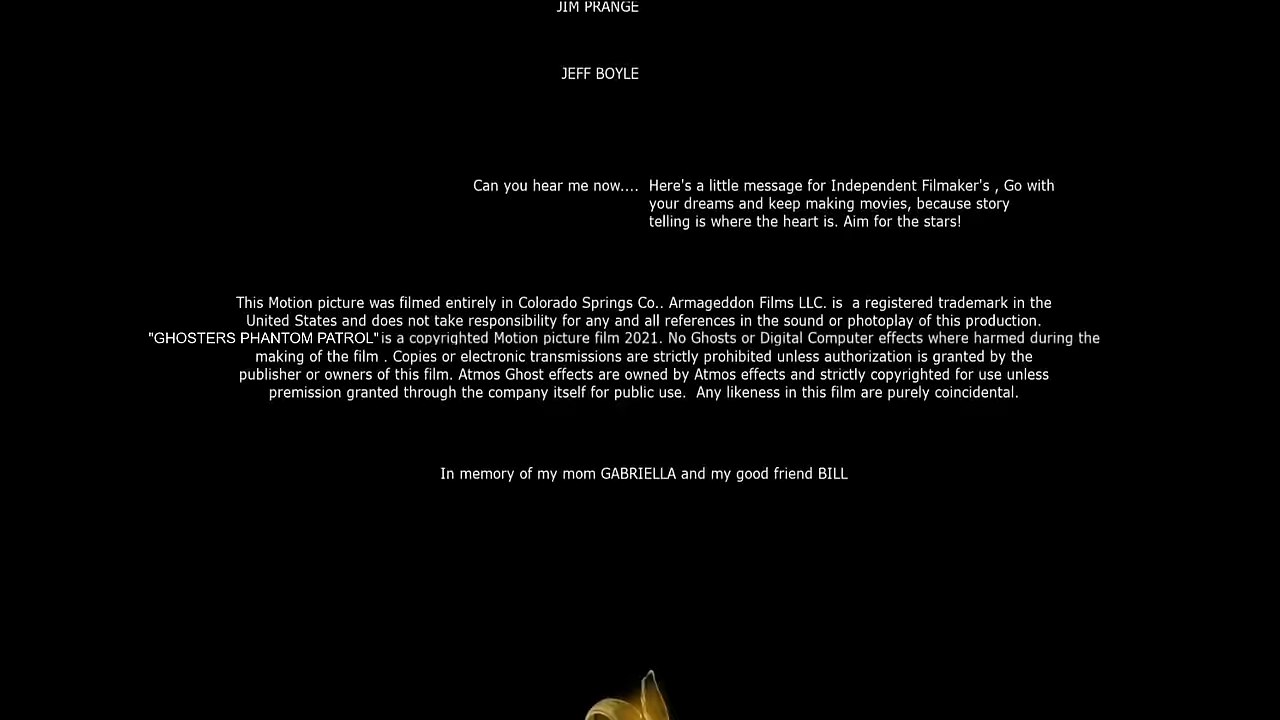 JIM PRANGE
JEFF BOYLE
Can you hear me now.... Here's a little message for Independent Filmaker's , Go with
your dreams and keep making movies, because story
telling is where the heart is. Aim for the stars!
This Motion picture was filmed entirely in Colorado Springs Co.. Armageddon Films LLC. is  a registered trademark in the
United States and does not take responsibility for any and all references in the sound or photoplay of this production.
"GHOSTERS PHANTOM PATROL" is a copyrighted Motion picture film 2021. No Ghosts or Digital Computer effects where harmed during the
making of the film . Copies or electronic transmissions are strictly prohibited unless authorization is granted by the
publisher or owners of this film. Atmos Ghost effects are owned by Atmos effects and strictly copyrighted for use unless
premission granted through the company itself for public use.  Any likeness in this film are purely coincidental.
In memory of my mom GABRIELLA and my good friend BILL